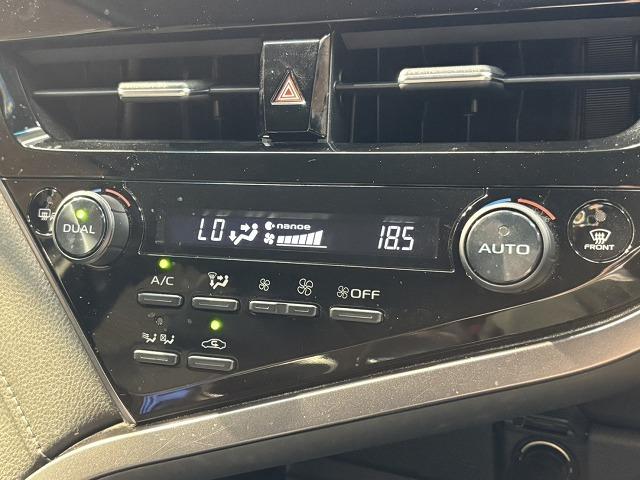 LO nanoe 18.5
DUAL
AUTO
FRONT
A/C
OFF